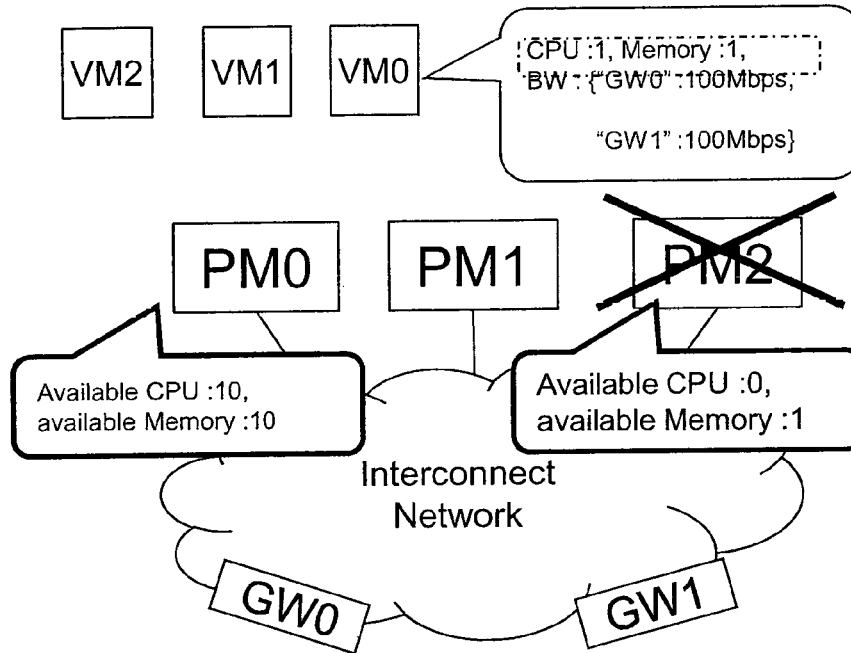 VM2
VM1
VM0
CPU :1, Memory :1,
BW : {“GW0” :100Mbps,
“GW1” :100Mbps}
PM0
PM1
PM2
Available CPU :10,
available Memory :10
Available CPU :0,
available Memory :1
Interconnect
Network
GW0
GW1